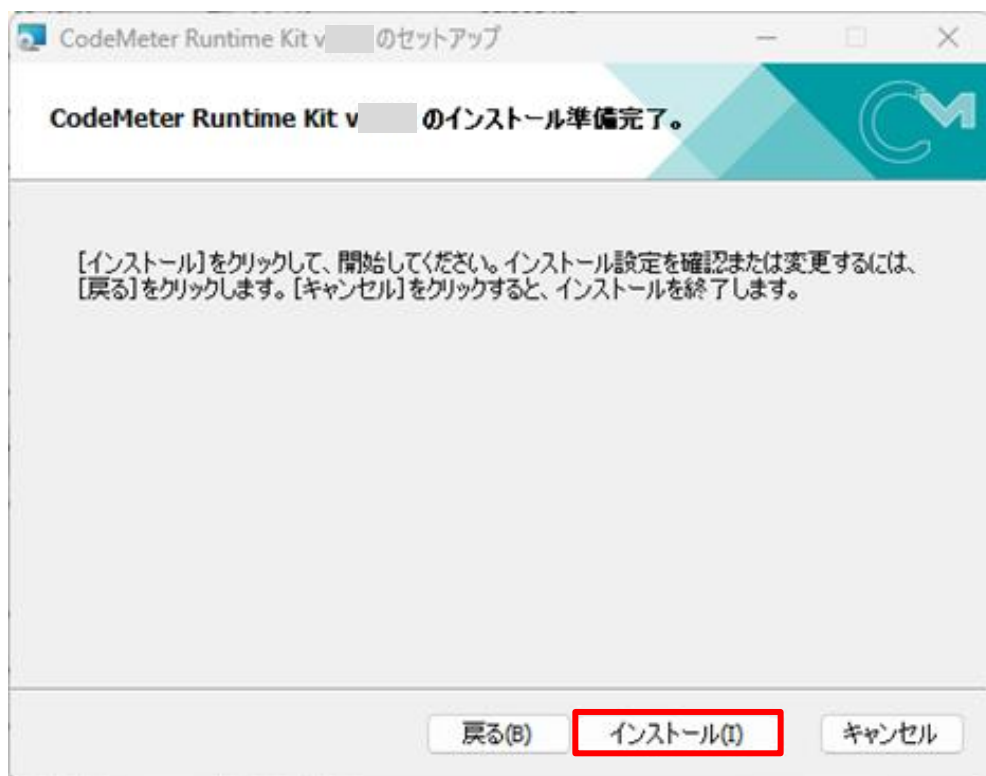 CodeMeter Runtime Kit v のセットアップ
CodeMeter Runtime Kit v のインストール準備完了。
[インストール]をクリックして、開始してください。インストール設定を確認または変更するには、
[戻る]をクリックします。[キャンセル]をクリックすると、インストールを終了します。
戻る(B) インストール(I) キャンセル